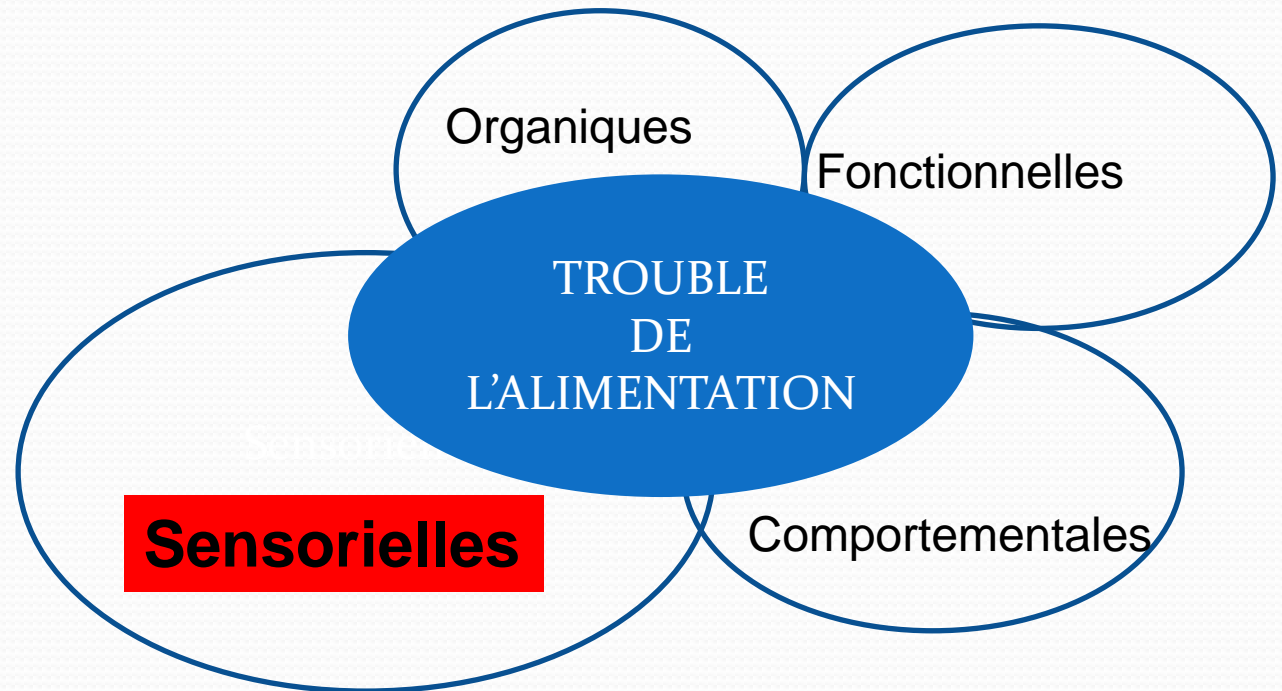 Organiques
Fonctionnelles
TROUBLE
DE
L’ALIMENTATION
Sensorielles
Comportementales